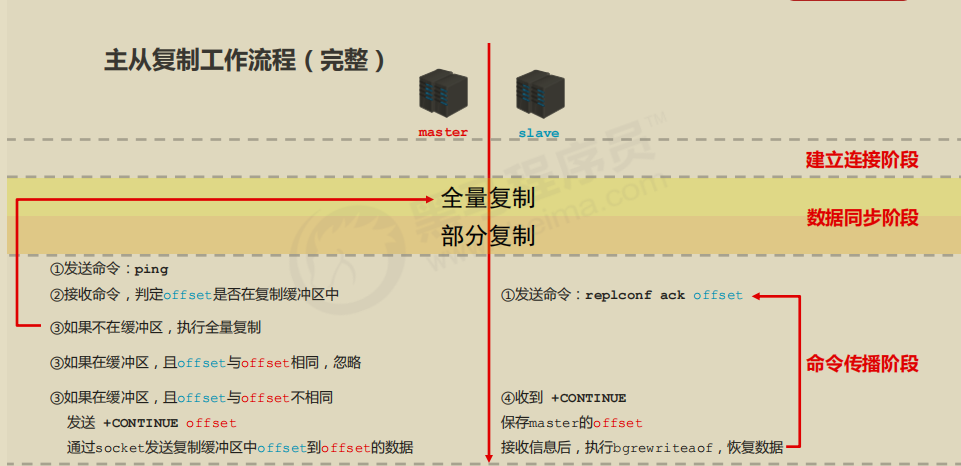 主从复制工作流程（完整）
master
slave
建立连接阶段
全量复制
部分复制
数据同步阶段
①发送命令：ping
②接收命令，判定offset是否在复制缓冲区中
③如果不在缓冲区，执行全量复制
③如果在缓冲区，且offset与offset相同，忽略
③如果在缓冲区，且offset与offset不相同
发送 +CONTINUE offset
通过socket发送复制缓冲区中offset到offset的数据
①发送命令：replconf ack offset
命令传播阶段
④收到 +CONTINUE
保存master的offset
接收信息后，执行bgrewriteaof，恢复数据